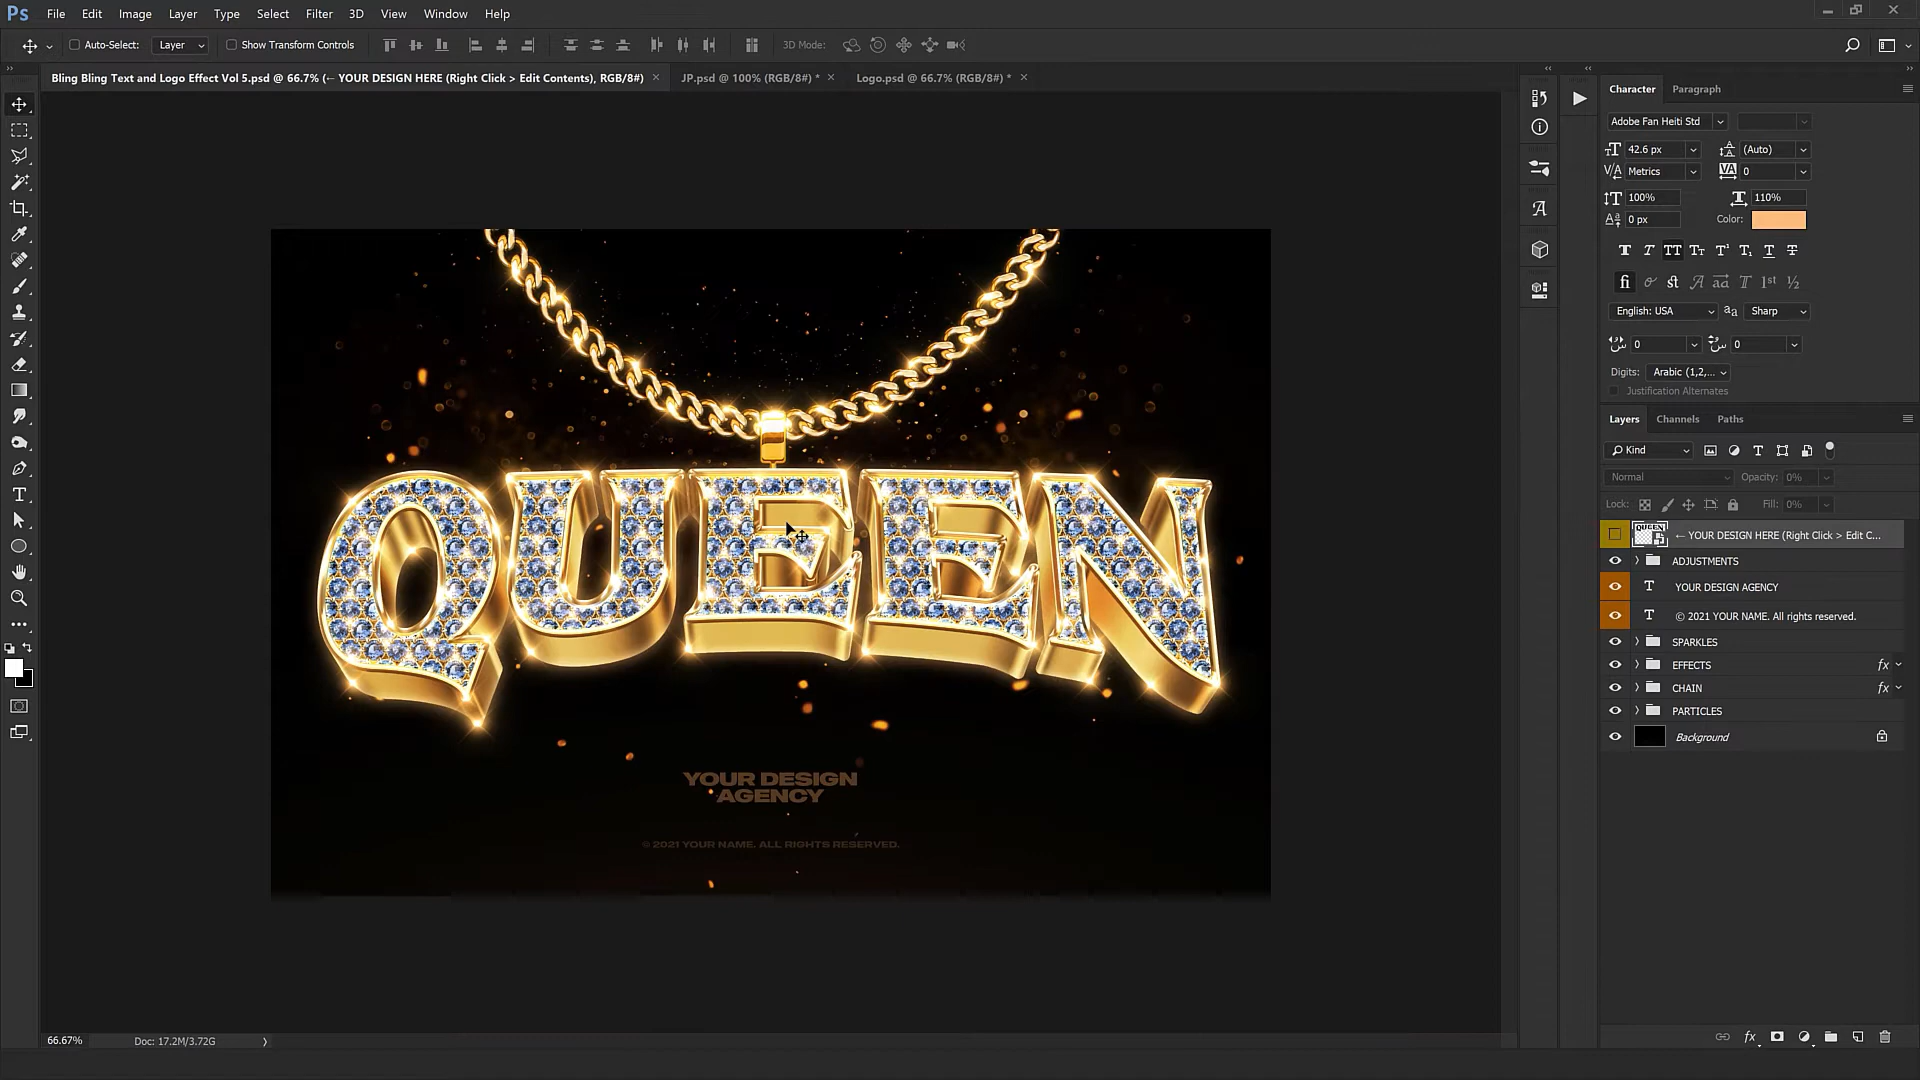 Ps File Edit Image Layer Type Select Filter 3D View Window Help
Auto-Select: Layer Show Transform Controls 3D Mode:
Bling Bling Text and Logo Effect Vol 5.psd @ 66.7% (← YOUR DESIGN HERE (Right Click > Edit Contents), RGB/8#) × JP.psd @ 100% (RGB/8#) * × Logo.psd @ 66.7% (RGB/8#) * ×
Character Paragraph
Adobe Fan Heiti Std
42.6 px (Auto)
Metrics 0
100% 110%
0 px Color:
English: USA aa Sharp
0 0
Digits: Arabic (1,2,...
Justification Alternates
Layers Channels Paths
Kind
Normal Opacity: 0%
Lock: Fill: 0%
← YOUR DESIGN HERE (Right Click > Edit C...
ADJUSTMENTS
YOUR DESIGN AGENCY
© 2021 YOUR NAME. All rights reserved.
SPARKLES
EFFECTS fx
CHAIN fx
PARTICLES
Background
QUEEN
YOUR DESIGN
AGENCY
© 2021 YOUR NAME. ALL RIGHTS RESERVED.
66.67% Doc: 17.2M/3.72G